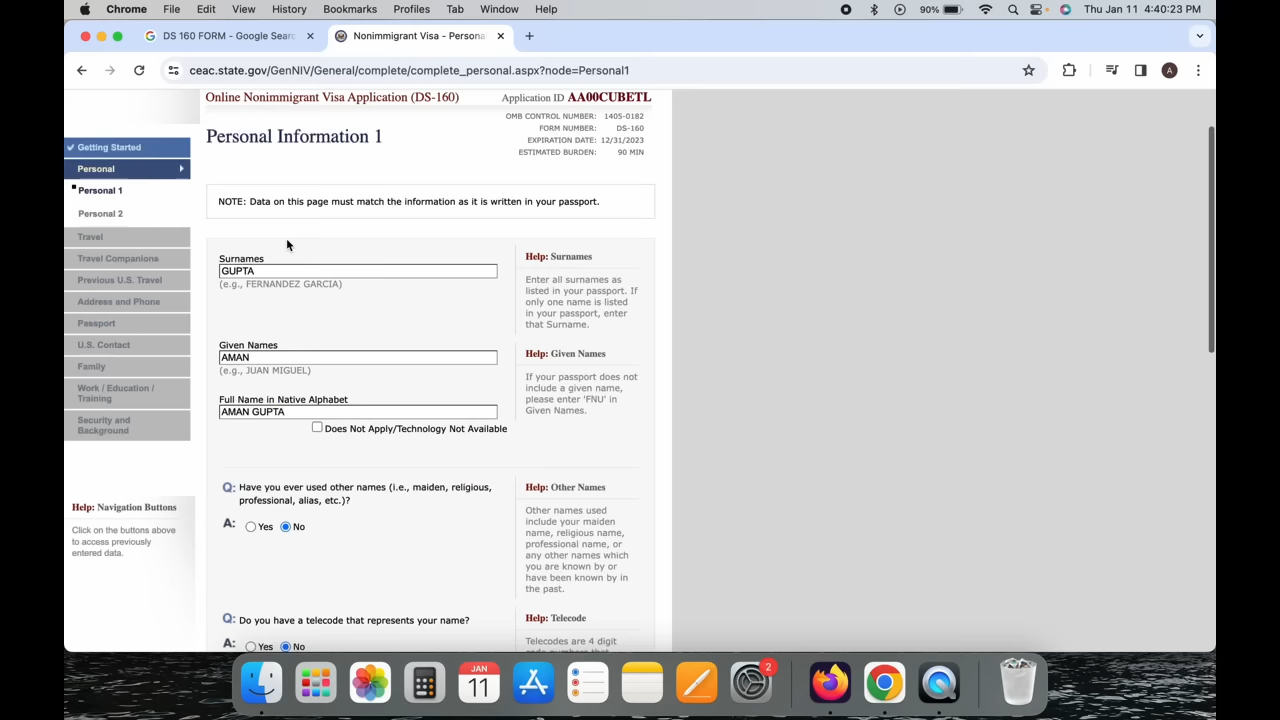 Chrome File Edit View History Bookmarks Profiles Tab Window Help 90% Thu Jan 11 4:40:23 PM
DS 160 FORM - Google Searc Nonimmigrant Visa - Persona
ceac.state.gov/GenNIV/General/complete/complete_personal.aspx?node=Personal1 A
Online Nonimmigrant Visa Application (DS-160) Application ID AA00CUBETL
OMB CONTROL NUMBER: 1405-0182
FORM NUMBER: DS-160
EXPIRATION DATE: 12/31/2023
ESTIMATED BURDEN: 90 MIN
Personal Information 1
Getting Started
Personal
Personal 1
Personal 2
Travel
Travel Companions
Previous U.S. Travel
Address and Phone
Passport
U.S. Contact
Family
Work / Education /
Training
Security and
Background
Help: Navigation Buttons
Click on the buttons above
to access previously
entered data.
NOTE: Data on this page must match the information as it is written in your passport.
Surnames
GUPTA
(e.g., FERNANDEZ GARCIA)
Help: Surnames
Enter all surnames as
listed in your passport. If
only one name is listed
in your passport, enter
that Surname.
Given Names
AMAN
(e.g., JUAN MIGUEL)
Help: Given Names
If your passport does not
include a given name,
please enter 'FNU' in
Given Names.
Full Name in Native Alphabet
AMAN GUPTA
Does Not Apply/Technology Not Available
Q: Have you ever used other names (i.e., maiden, religious,
professional, alias, etc.)?
A: Yes No
Help: Other Names
Other names used
include your maiden
name, religious name,
professional name, or
any other names which
you are known by or
have been known by in
the past.
Q: Do you have a telecode that represents your name?
A: Yes No
Help: Telecode
Telecodes are 4 digit
code numbers that
JAN
11
2